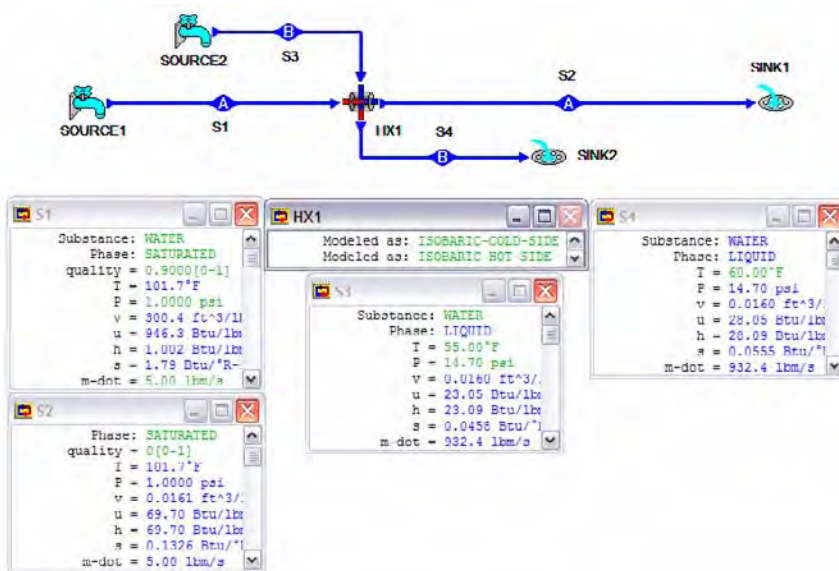 SOURCE2
S3
B
SOURCE1
A
S1
HX1
S2
A
SINK1
S4
B
SINK2
S1
Substance: WATER
Phase: SATURATED
quality = 0.9000[0-1]
T = 101.7°F
P = 1.0000 psi
v = 300.4 ft^3/lb
u = 946.3 Btu/lbm
h = 1.002 Btu/lbm
s = 1.79 Btu/°R-
m-dot = 5.00 lbm/s
HX1
Modeled as: ISOBARIC-COLD-SIDE
Modeled as: ISOBARIC HOT SIDE
S4
Substance: WATER
Phase: LIQUID
T = 60.00°F
P = 14.70 psi
v = 0.0160 ft^3/
u = 28.05 Btu/lbm
h = 28.09 Btu/lbm
s = 0.0555 Btu/°
m-dot = 932.4 lbm/s
S3
Substance: WATER
Phase: LIQUID
T = 55.00°F
P = 14.70 psi
v = 0.0160 ft^3/
u = 23.05 Btu/lbm
h = 23.09 Btu/lbm
s = 0.0458 Btu/°
m-dot = 932.4 lbm/s
S2
Phase: SATURATED
quality = 0[0-1]
T = 101.7°F
P = 1.0000 psi
v = 0.0161 ft^3/
u = 69.70 Btu/lbm
h = 69.70 Btu/lbm
s = 0.1326 Btu/°
m-dot = 5.00 lbm/s